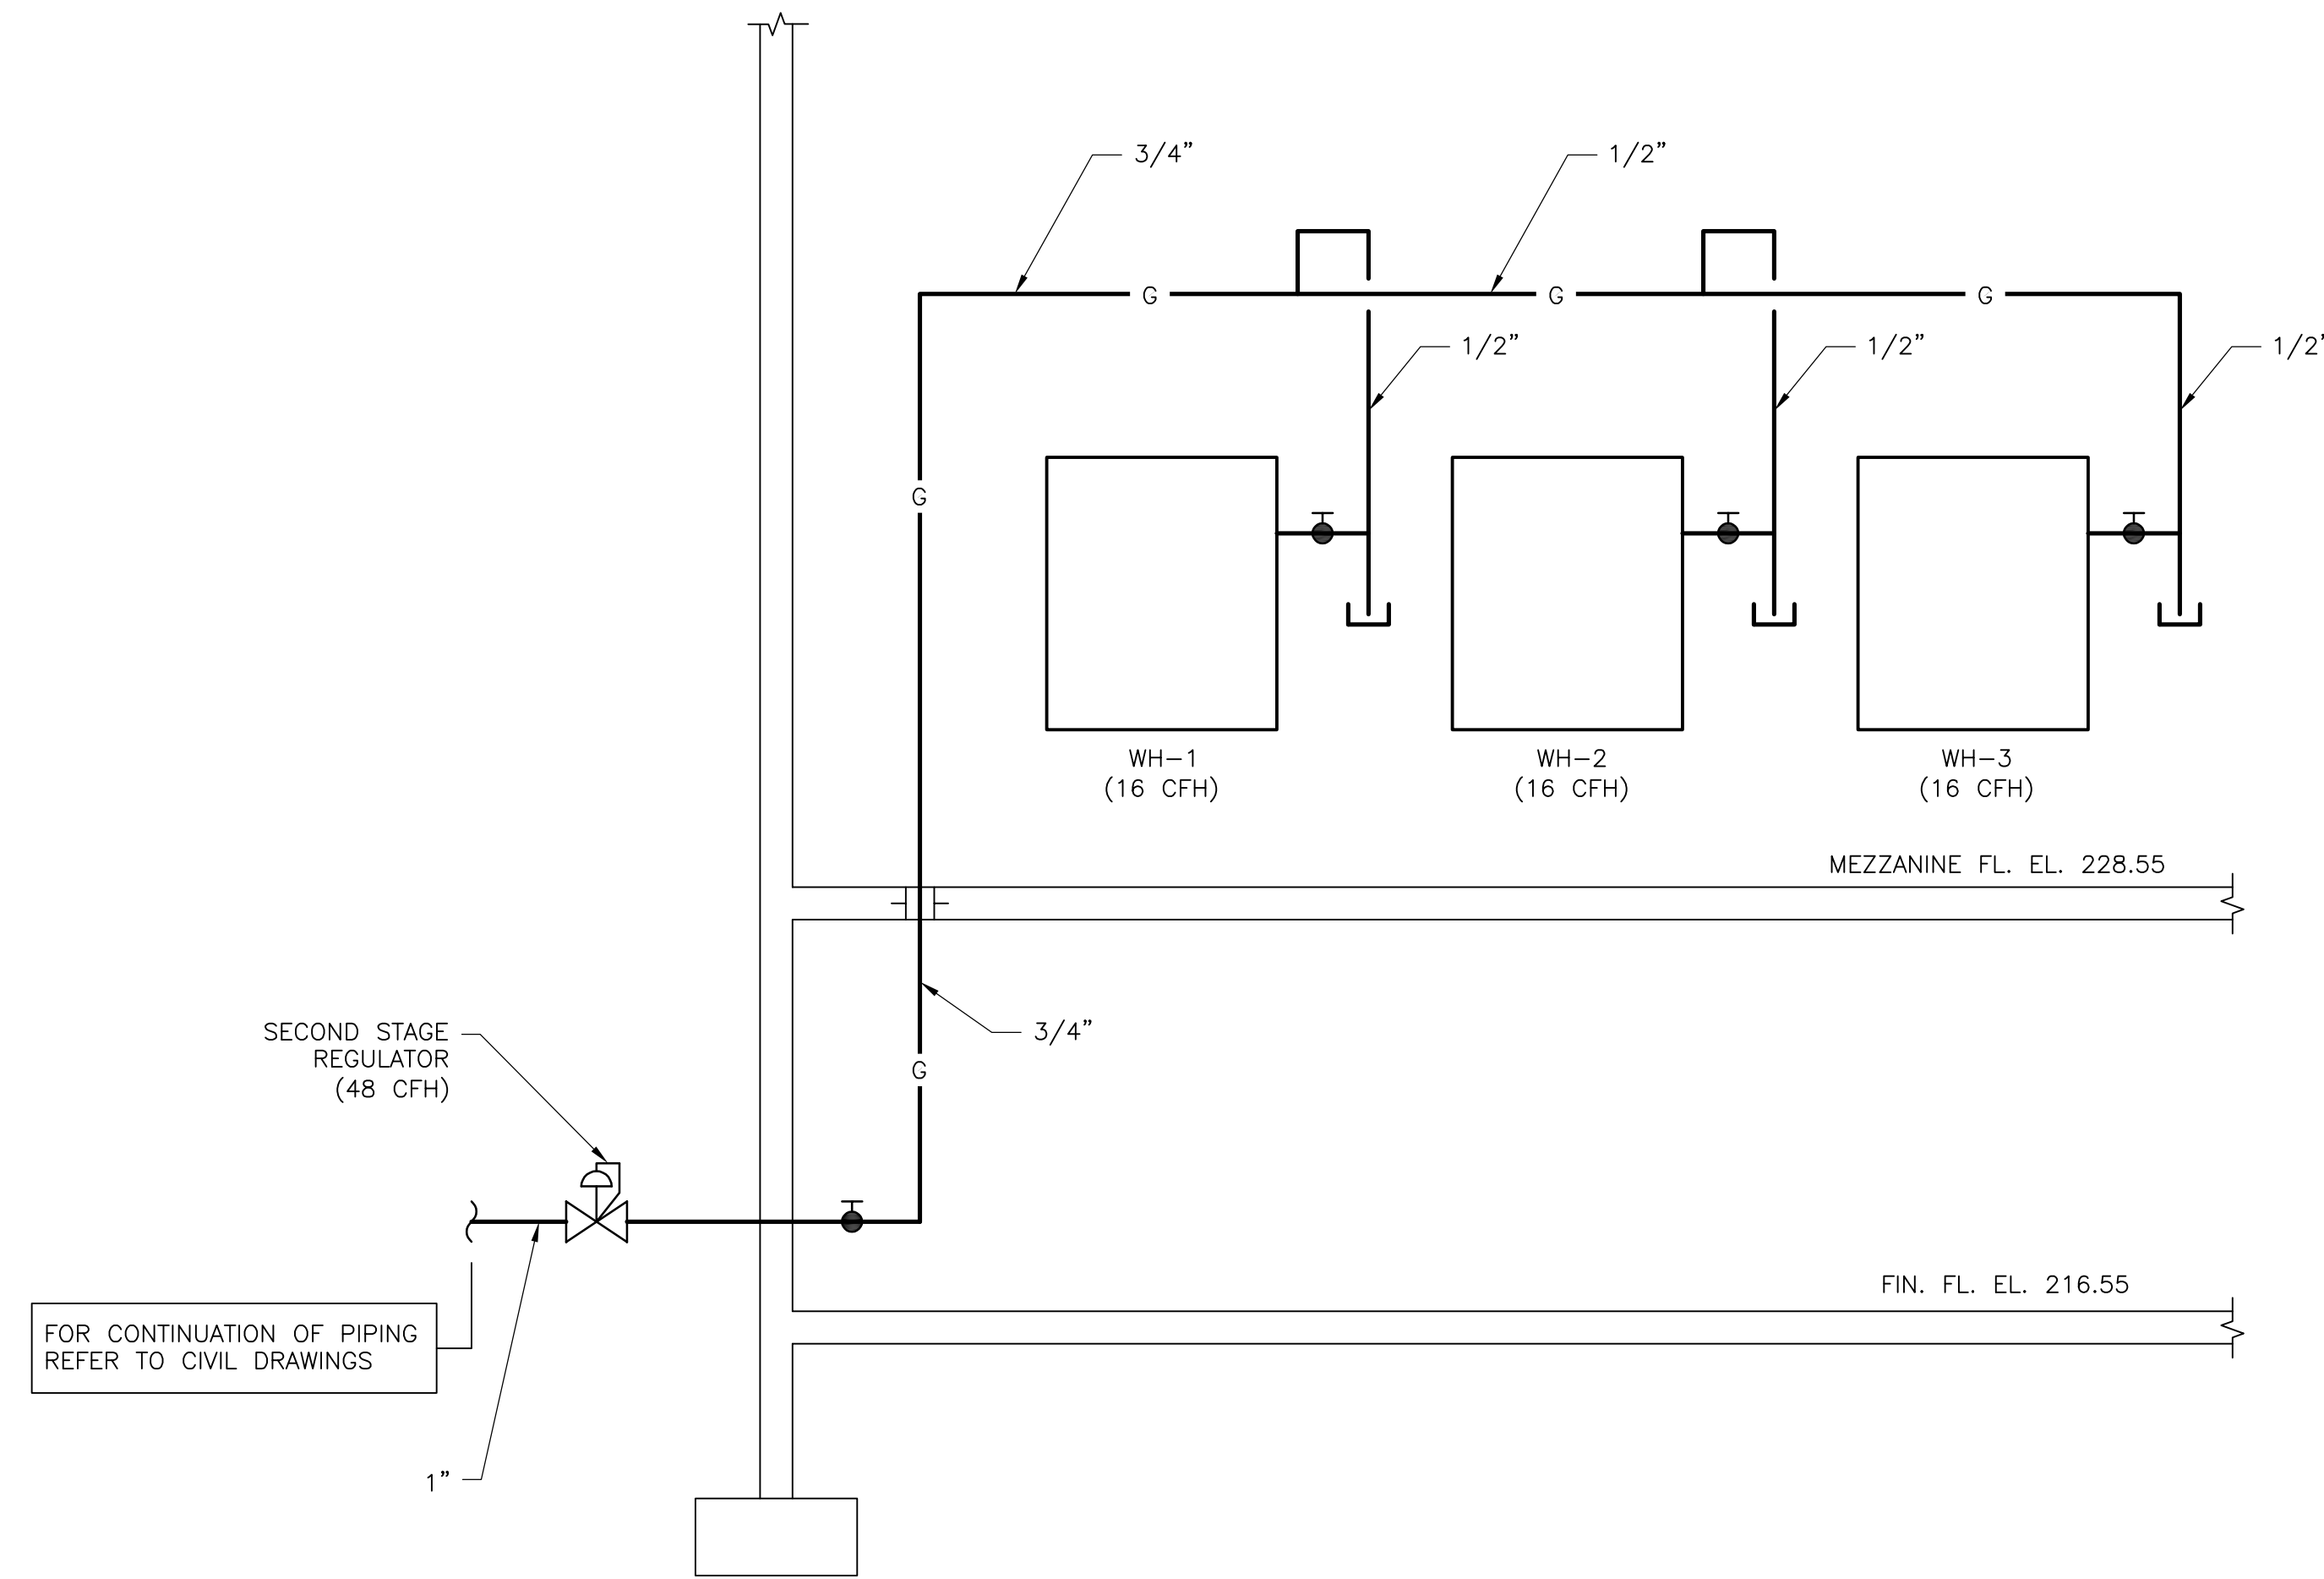 3/4”
1/2”
G
G
G
1/2”
1/2”
1/2”
G
WH-1
(16 CFH)
WH-2
(16 CFH)
WH-3
(16 CFH)
MEZZANINE FL. EL. 228.55
SECOND STAGE
REGULATOR
(48 CFH)
3/4”
G
FIN. FL. EL. 216.55
FOR CONTINUATION OF PIPING
REFER TO CIVIL DRAWINGS
1”